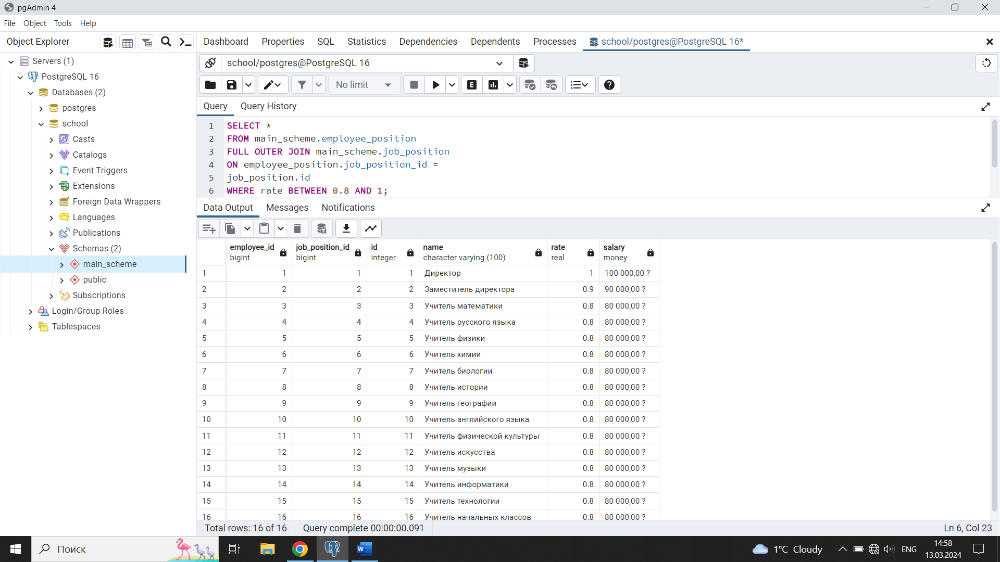 pgAdmin 4
File Object Tools Help
Object Explorer
Dashboard Properties SQL Statistics Dependencies Dependents Processes school/postgres@PostgreSQL 16*
Servers (1)
PostgreSQL 16
Databases (2)
postgres
school
Casts
Catalogs
Event Triggers
Extensions
Foreign Data Wrappers
Languages
Publications
Schemas (2)
main_scheme
public
Subscriptions
Login/Group Roles
Tablespaces
school/postgres@PostgreSQL 16
No limit
E
Query Query History
1 SELECT *
2 FROM main_scheme.employee_position
3 FULL OUTER JOIN main_scheme.job_position
4 ON employee_position.job_position_id =
5 job_position.id
6 WHERE rate BETWEEN 0.8 AND 1;
Data Output Messages Notifications
employee_id job_position_id id name rate salary
bigint bigint integer character varying (100) real money
1 1 1 1 Директор 1 100 000,00 ?
2 2 2 2 Заместитель директора 0.9 90 000,00 ?
3 3 3 3 Учитель математики 0.8 80 000,00 ?
4 4 4 4 Учитель русского языка 0.8 80 000,00 ?
5 5 5 5 Учитель физики 0.8 80 000,00 ?
6 6 6 6 Учитель химии 0.8 80 000,00 ?
7 7 7 7 Учитель биологии 0.8 80 000,00 ?
8 8 8 8 Учитель истории 0.8 80 000,00 ?
9 9 9 9 Учитель географии 0.8 80 000,00 ?
10 10 10 10 Учитель английского языка 0.8 80 000,00 ?
11 11 11 11 Учитель физической культуры 0.8 80 000,00 ?
12 12 12 12 Учитель искусства 0.8 80 000,00 ?
13 13 13 13 Учитель музыки 0.8 80 000,00 ?
14 14 14 14 Учитель информатики 0.8 80 000,00 ?
15 15 15 15 Учитель технологии 0.8 80 000,00 ?
16 16 16 16 Учитель начальных классов 0.8 80 000,00 ?
Total rows: 16 of 16 Query complete 00:00:00.091 Ln 6, Col 23
Поиск
W
1°C Cloudy
ENG
14:58
13.03.2024